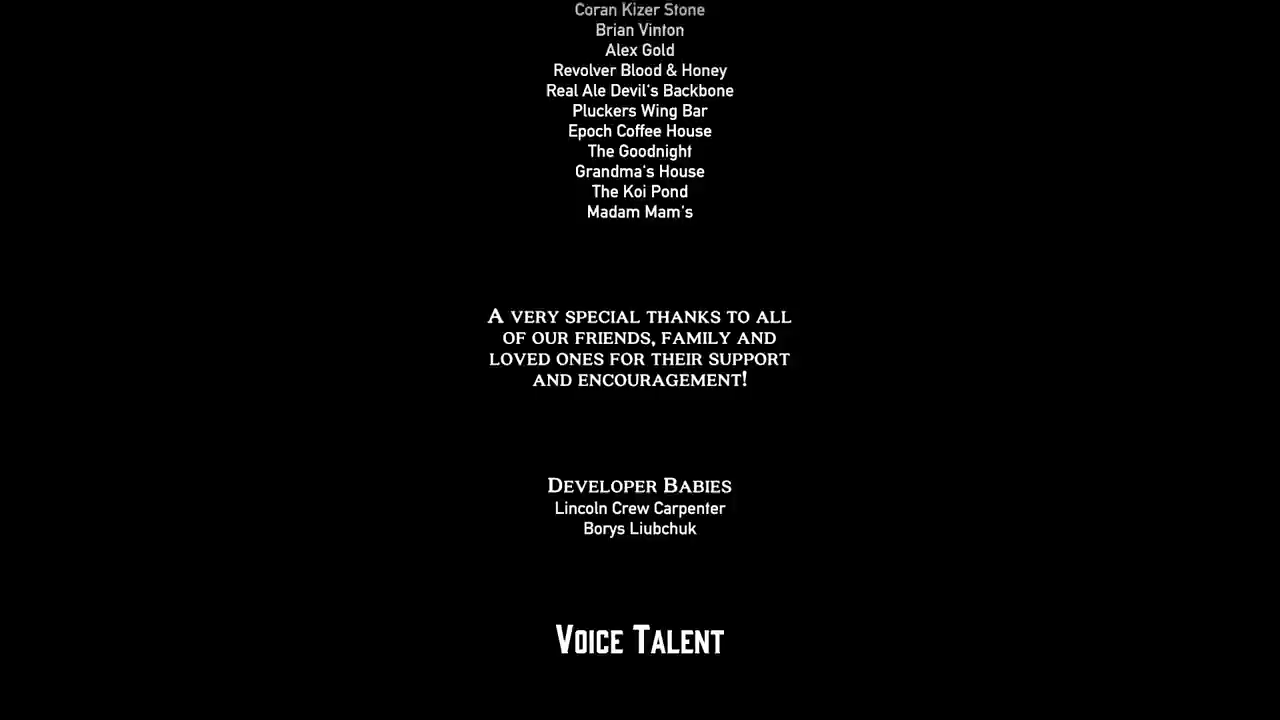 Coran Kizer Stone
Brian Vinton
Alex Gold
Revolver Blood & Honey
Real Ale Devil's Backbone
Pluckers Wing Bar
Epoch Coffee House
The Goodnight
Grandma's House
The Koi Pond
Madam Mam's
A very special thanks to all
of our friends, family and
loved ones for their support
and encouragement!
Developer Babies
Lincoln Crew Carpenter
Borys Liubchuk
Voice Talent